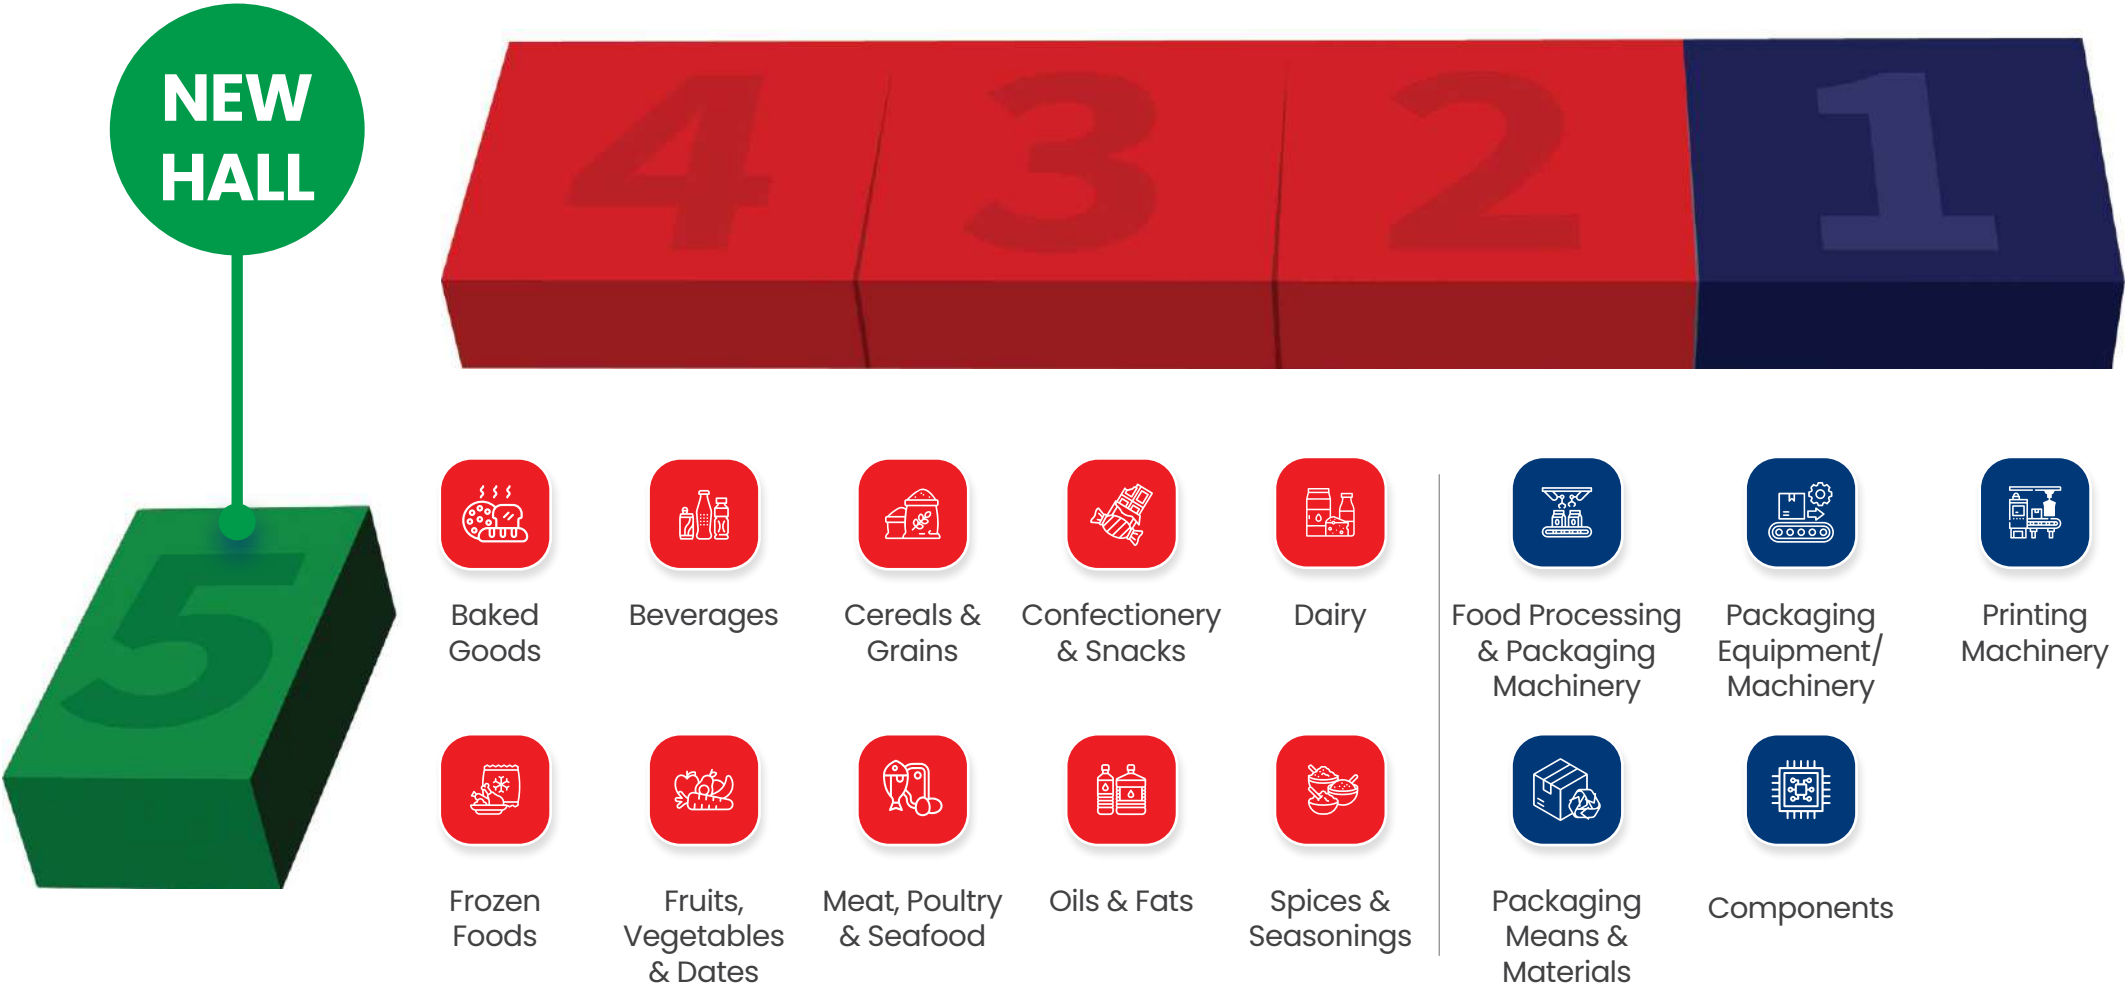 NEW
HALL
4
3
2
1
5
Baked
Goods
Beverages
Cereals &
Grains
Confectionery
& Snacks
Dairy
Food Processing
& Packaging
Machinery
Packaging
Equipment/
Machinery
Printing
Machinery
Frozen
Foods
Fruits,
Vegetables
& Dates
Meat, Poultry
& Seafood
Oils & Fats
Spices &
Seasonings
Packaging
Means &
Materials
Components